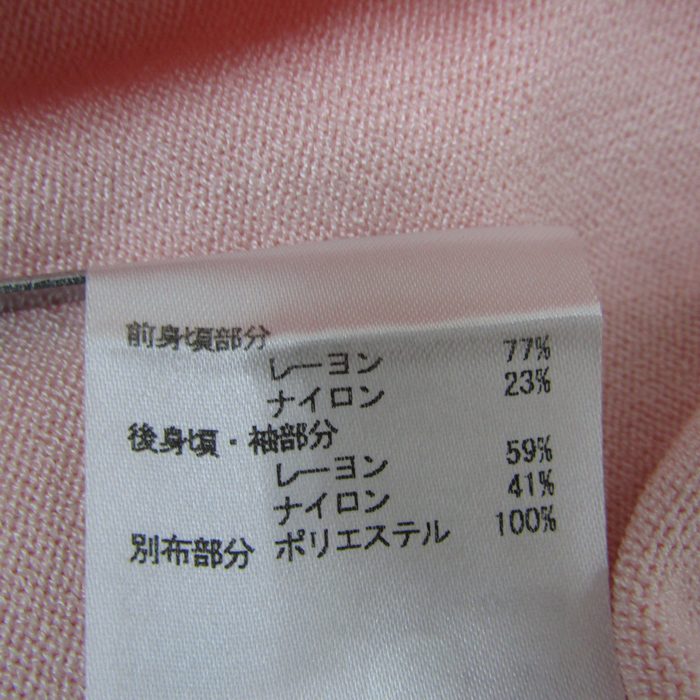 前身頃部分
レーヨン 77%
ナイロン 23%
後身頃・袖部分
レーヨン 59%
ナイロン 41%
別布部分 ポリエステル 100%